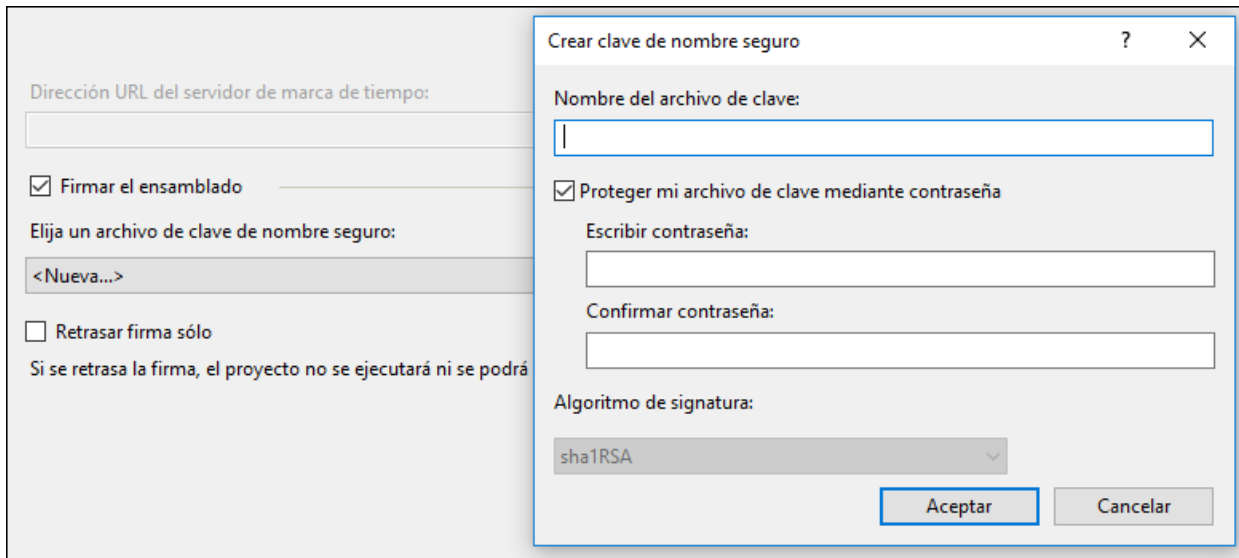 Dirección URL del servidor de marca de tiempo:
Firmar el ensamblado
Elija un archivo de clave de nombre seguro:
<Nueva...>
Retrasar firma sólo
Si se retrasa la firma, el proyecto no se ejecutará ni se podrá
Crear clave de nombre seguro
?
Nombre del archivo de clave:
Proteger mi archivo de clave mediante contraseña
Escribir contraseña:
Confirmar contraseña:
Algoritmo de signatura:
sha1RSA
Aceptar Cancelar